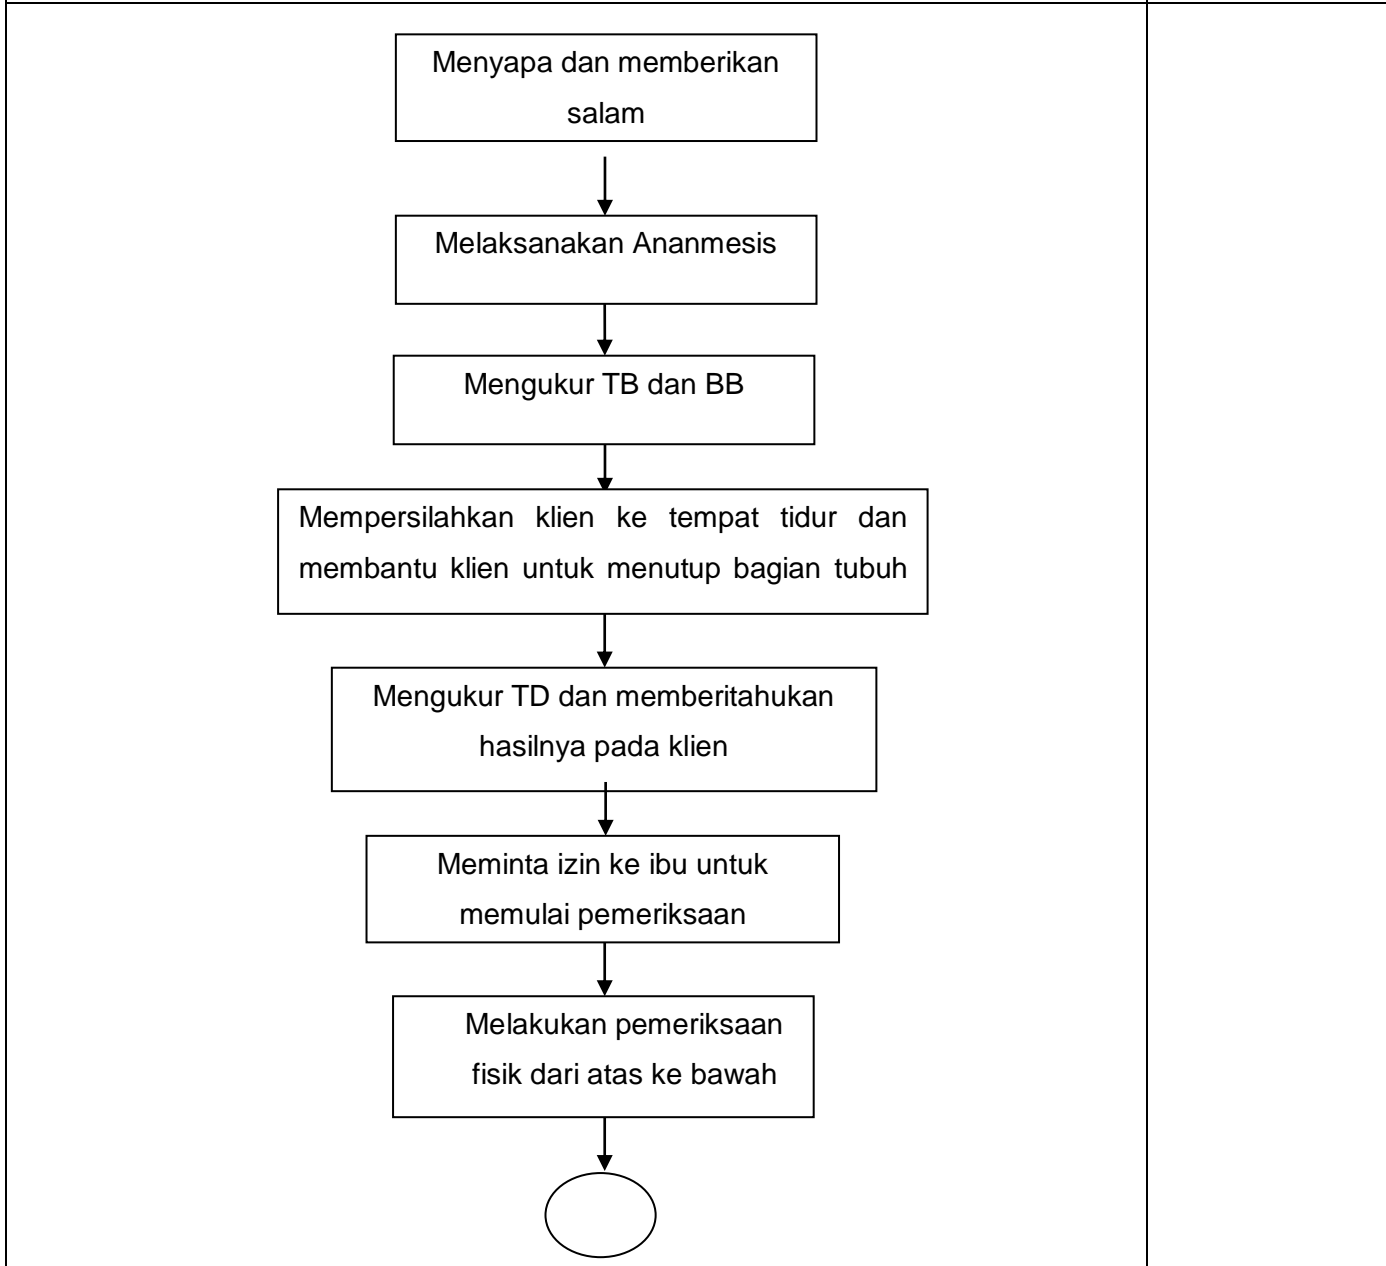 Menyapa dan memberikan
salam
Melaksanakan Ananmesis
Mengukur TB dan BB
Mempersilahkan klien ke tempat tidur dan
membantu klien untuk menutup bagian tubuh
Mengukur TD dan memberitahukan
hasilnya pada klien
Meminta izin ke ibu untuk
memulai pemeriksaan
Melakukan pemeriksaan
fisik dari atas ke bawah